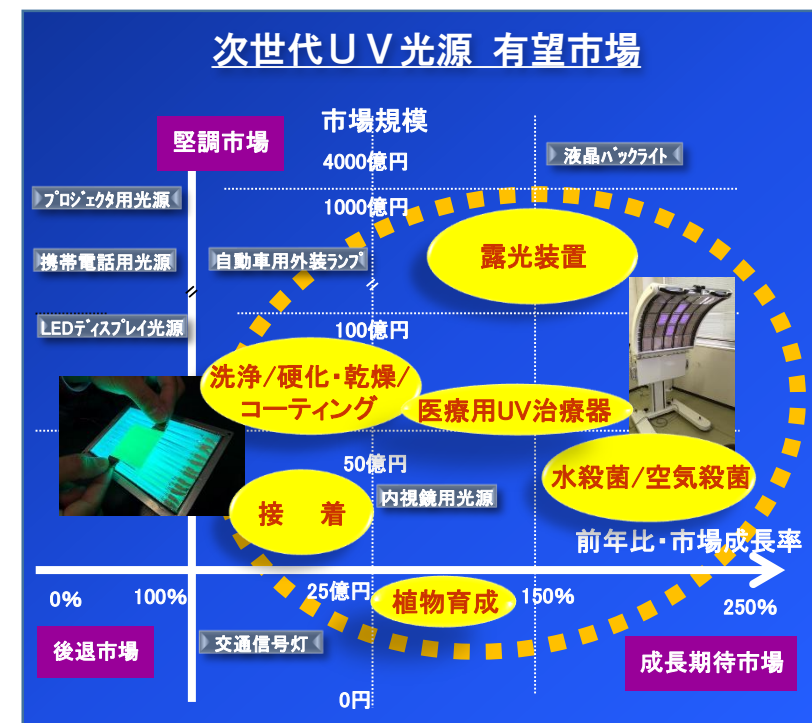 次世代UV光源 有望市場
堅調市場
市場規模
4000億円
液晶バックライト
プロジェクタ用光源
1000億円
露光装置
携帯電話用光源
自動車用外装ランプ
LEDディスプレイ光源
100億円
洗浄/硬化・乾燥/
コーティング
医療用UV治療器
50億円
水殺菌/空気殺菌
接 着
内視鏡用光源
前年比・市場成長率
0%
100%
25億円
植物育成
150%
250%
後退市場
交通信号灯
成長期待市場
0円